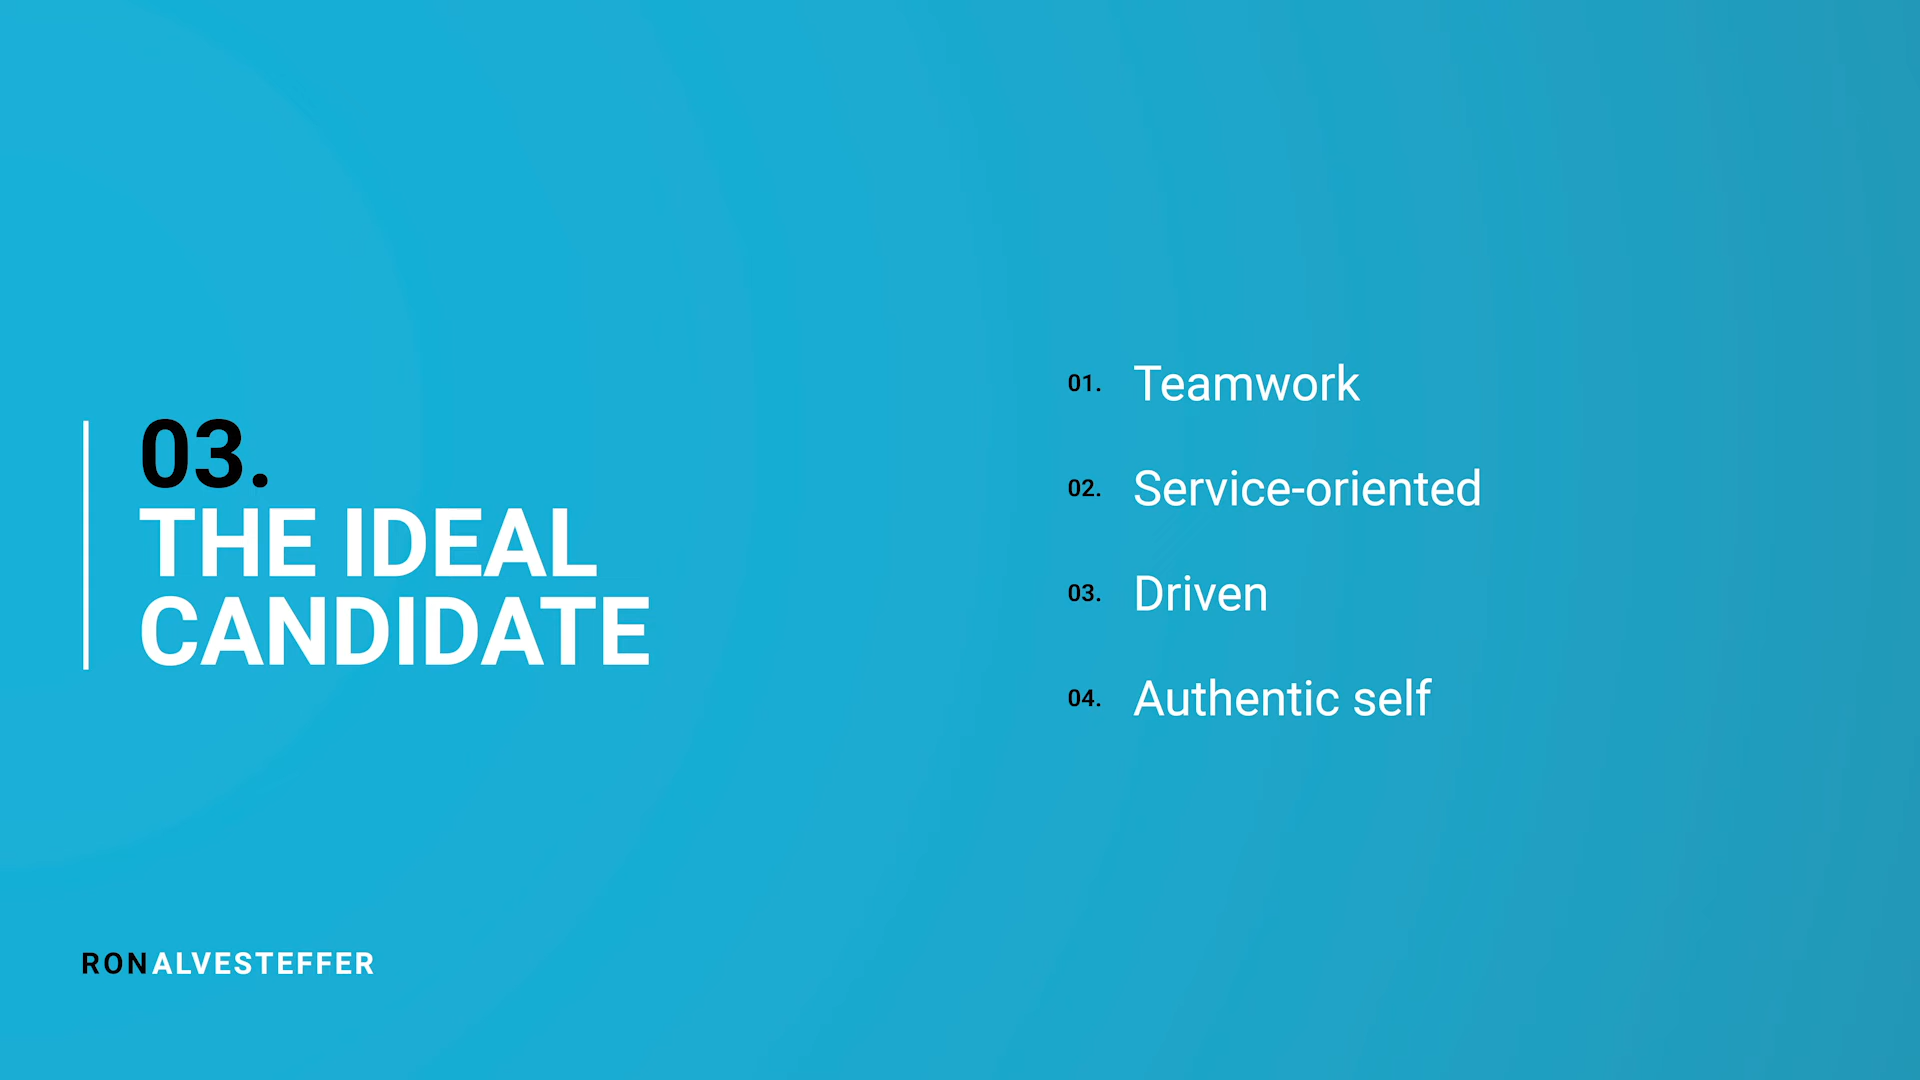 03.
THE IDEAL
CANDIDATE
01. Teamwork
02. Service-oriented
03. Driven
04. Authentic self
RONALVESTEFFER